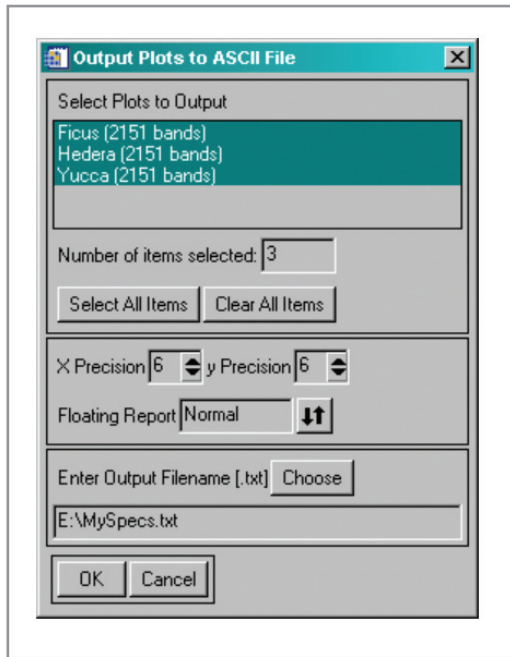 Output Plots to ASCII File
Select Plots to Output
Ficus (2151 bands)
Hedera (2151 bands)
Yucca (2151 bands)
Number of items selected: 3
Select All Items Clear All Items
X Precision 6 y Precision 6
Floating Report Normal
Enter Output Filename [.txt] Choose
E:\MySpecs.txt
OK Cancel